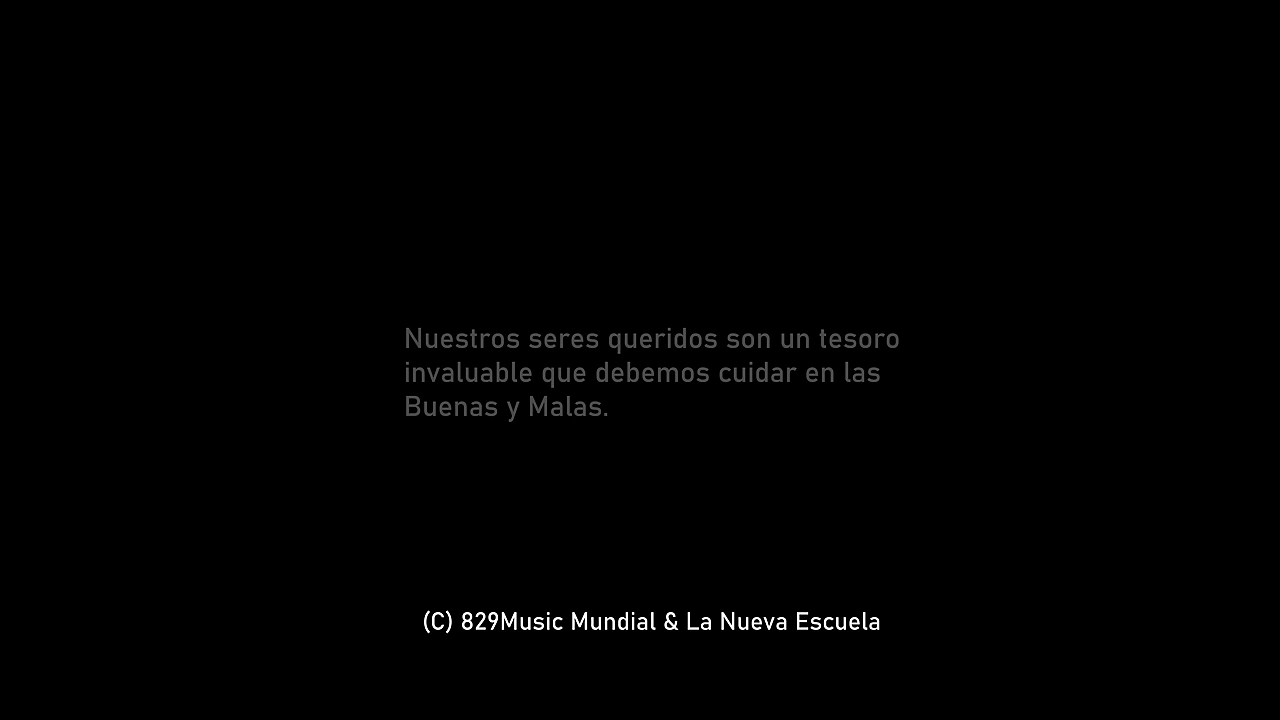 Nuestros seres queridos son un tesoro
invaluable que debemos cuidar en las
Buenas y Malas.
(C) 829Music Mundial & La Nueva Escuela